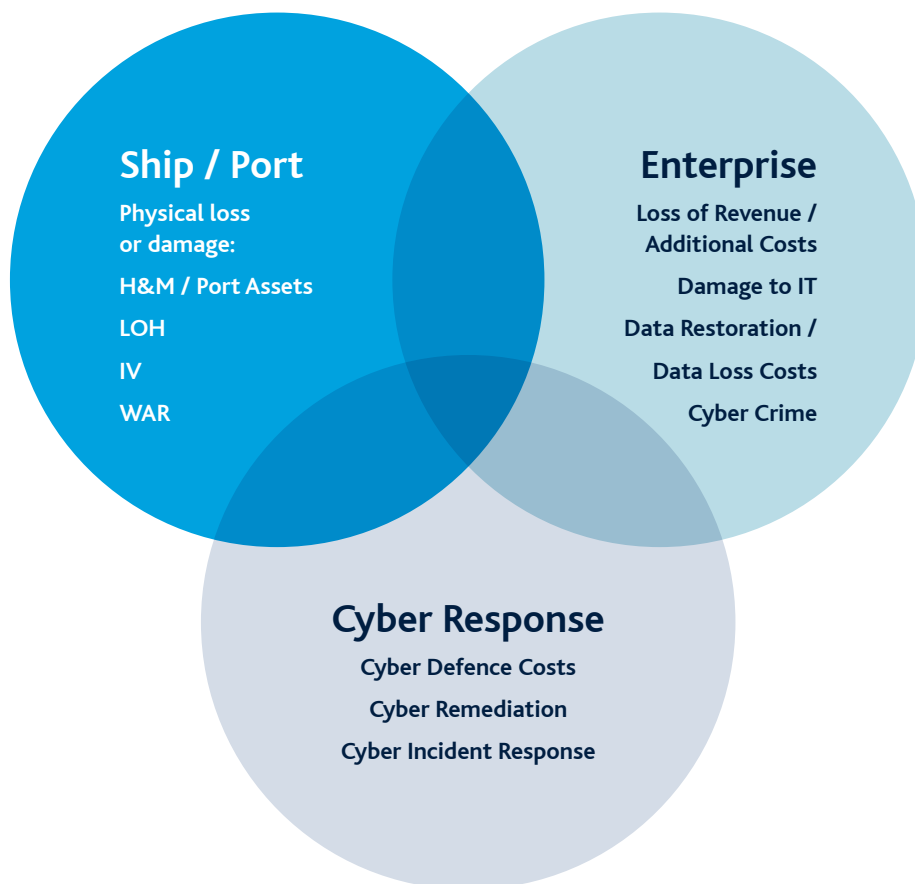 Ship / Port
Physical loss
or damage:
H&M / Port Assets
LOH
IV
WAR
Enterprise
Loss of Revenue /
Additional Costs
Damage to IT
Data Restoration /
Data Loss Costs
Cyber Crime
Cyber Response
Cyber Defence Costs
Cyber Remediation
Cyber Incident Response